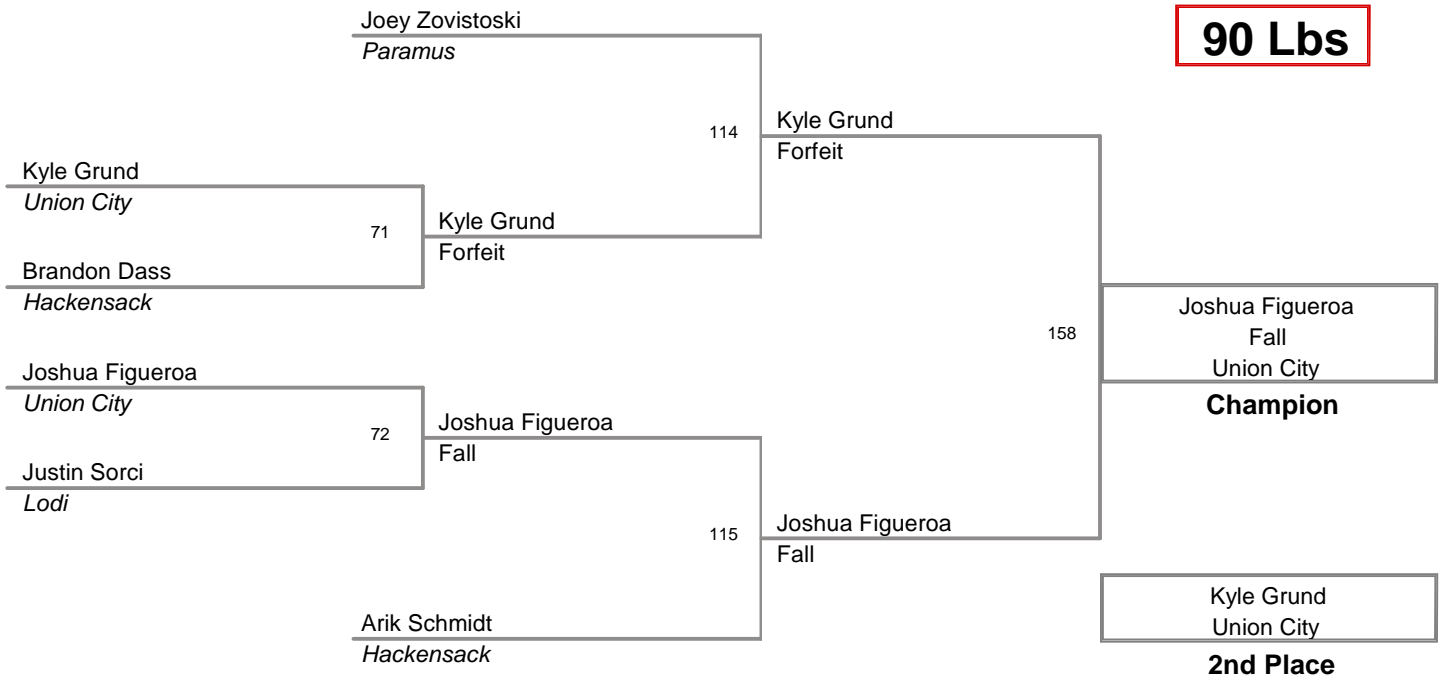 Joey Zovistoski
Paramus
90 Lbs
114
Kyle Grund
Forfeit
Kyle Grund
Union City
71
Kyle Grund
Forfeit
Brandon Dass
Hackensack
158
Joshua Figueroa
Fall
Union City
Champion
Joshua Figueroa
Union City
72
Joshua Figueroa
Fall
Justin Sorci
Lodi
115
Joshua Figueroa
Fall
Arik Schmidt
Hackensack
Kyle Grund
Union City
2nd Place